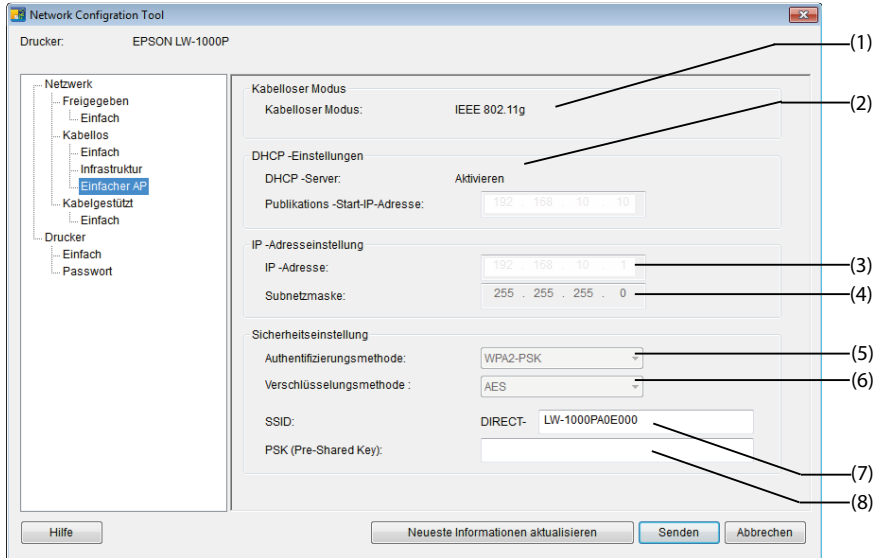 Network Configration Tool
Drucker: EPSON LW-1000P
Netzwerk
Freigegeben
Einfach
Kabellos
Einfach
Infrastruktur
Einfacher AP
Kabelgestützt
Einfach
Drucker
Einfach
Passwort
Kabelloser Modus
Kabelloser Modus: IEEE 802.11g
(1)
DHCP -Einstellungen
(2)
DHCP -Server: Aktivieren
Publikations -Start-IP-Adresse: 192 . 168 . 10 . 10
IP -Adresseinstellung
IP -Adresse: 192 . 168 . 10 . 1
(3)
Subnetzmaske: 255 . 255 . 255 . 0
(4)
Sicherheitseinstellung
Authentifizierungsmethode: WPA2-PSK
(5)
Verschlüsselungsmethode : AES
(6)
SSID: DIRECT- LW-1000PA0E000
(7)
PSK (Pre-Shared Key):
(8)
Hilfe
Neueste Informationen aktualisieren
Senden
Abbrechen